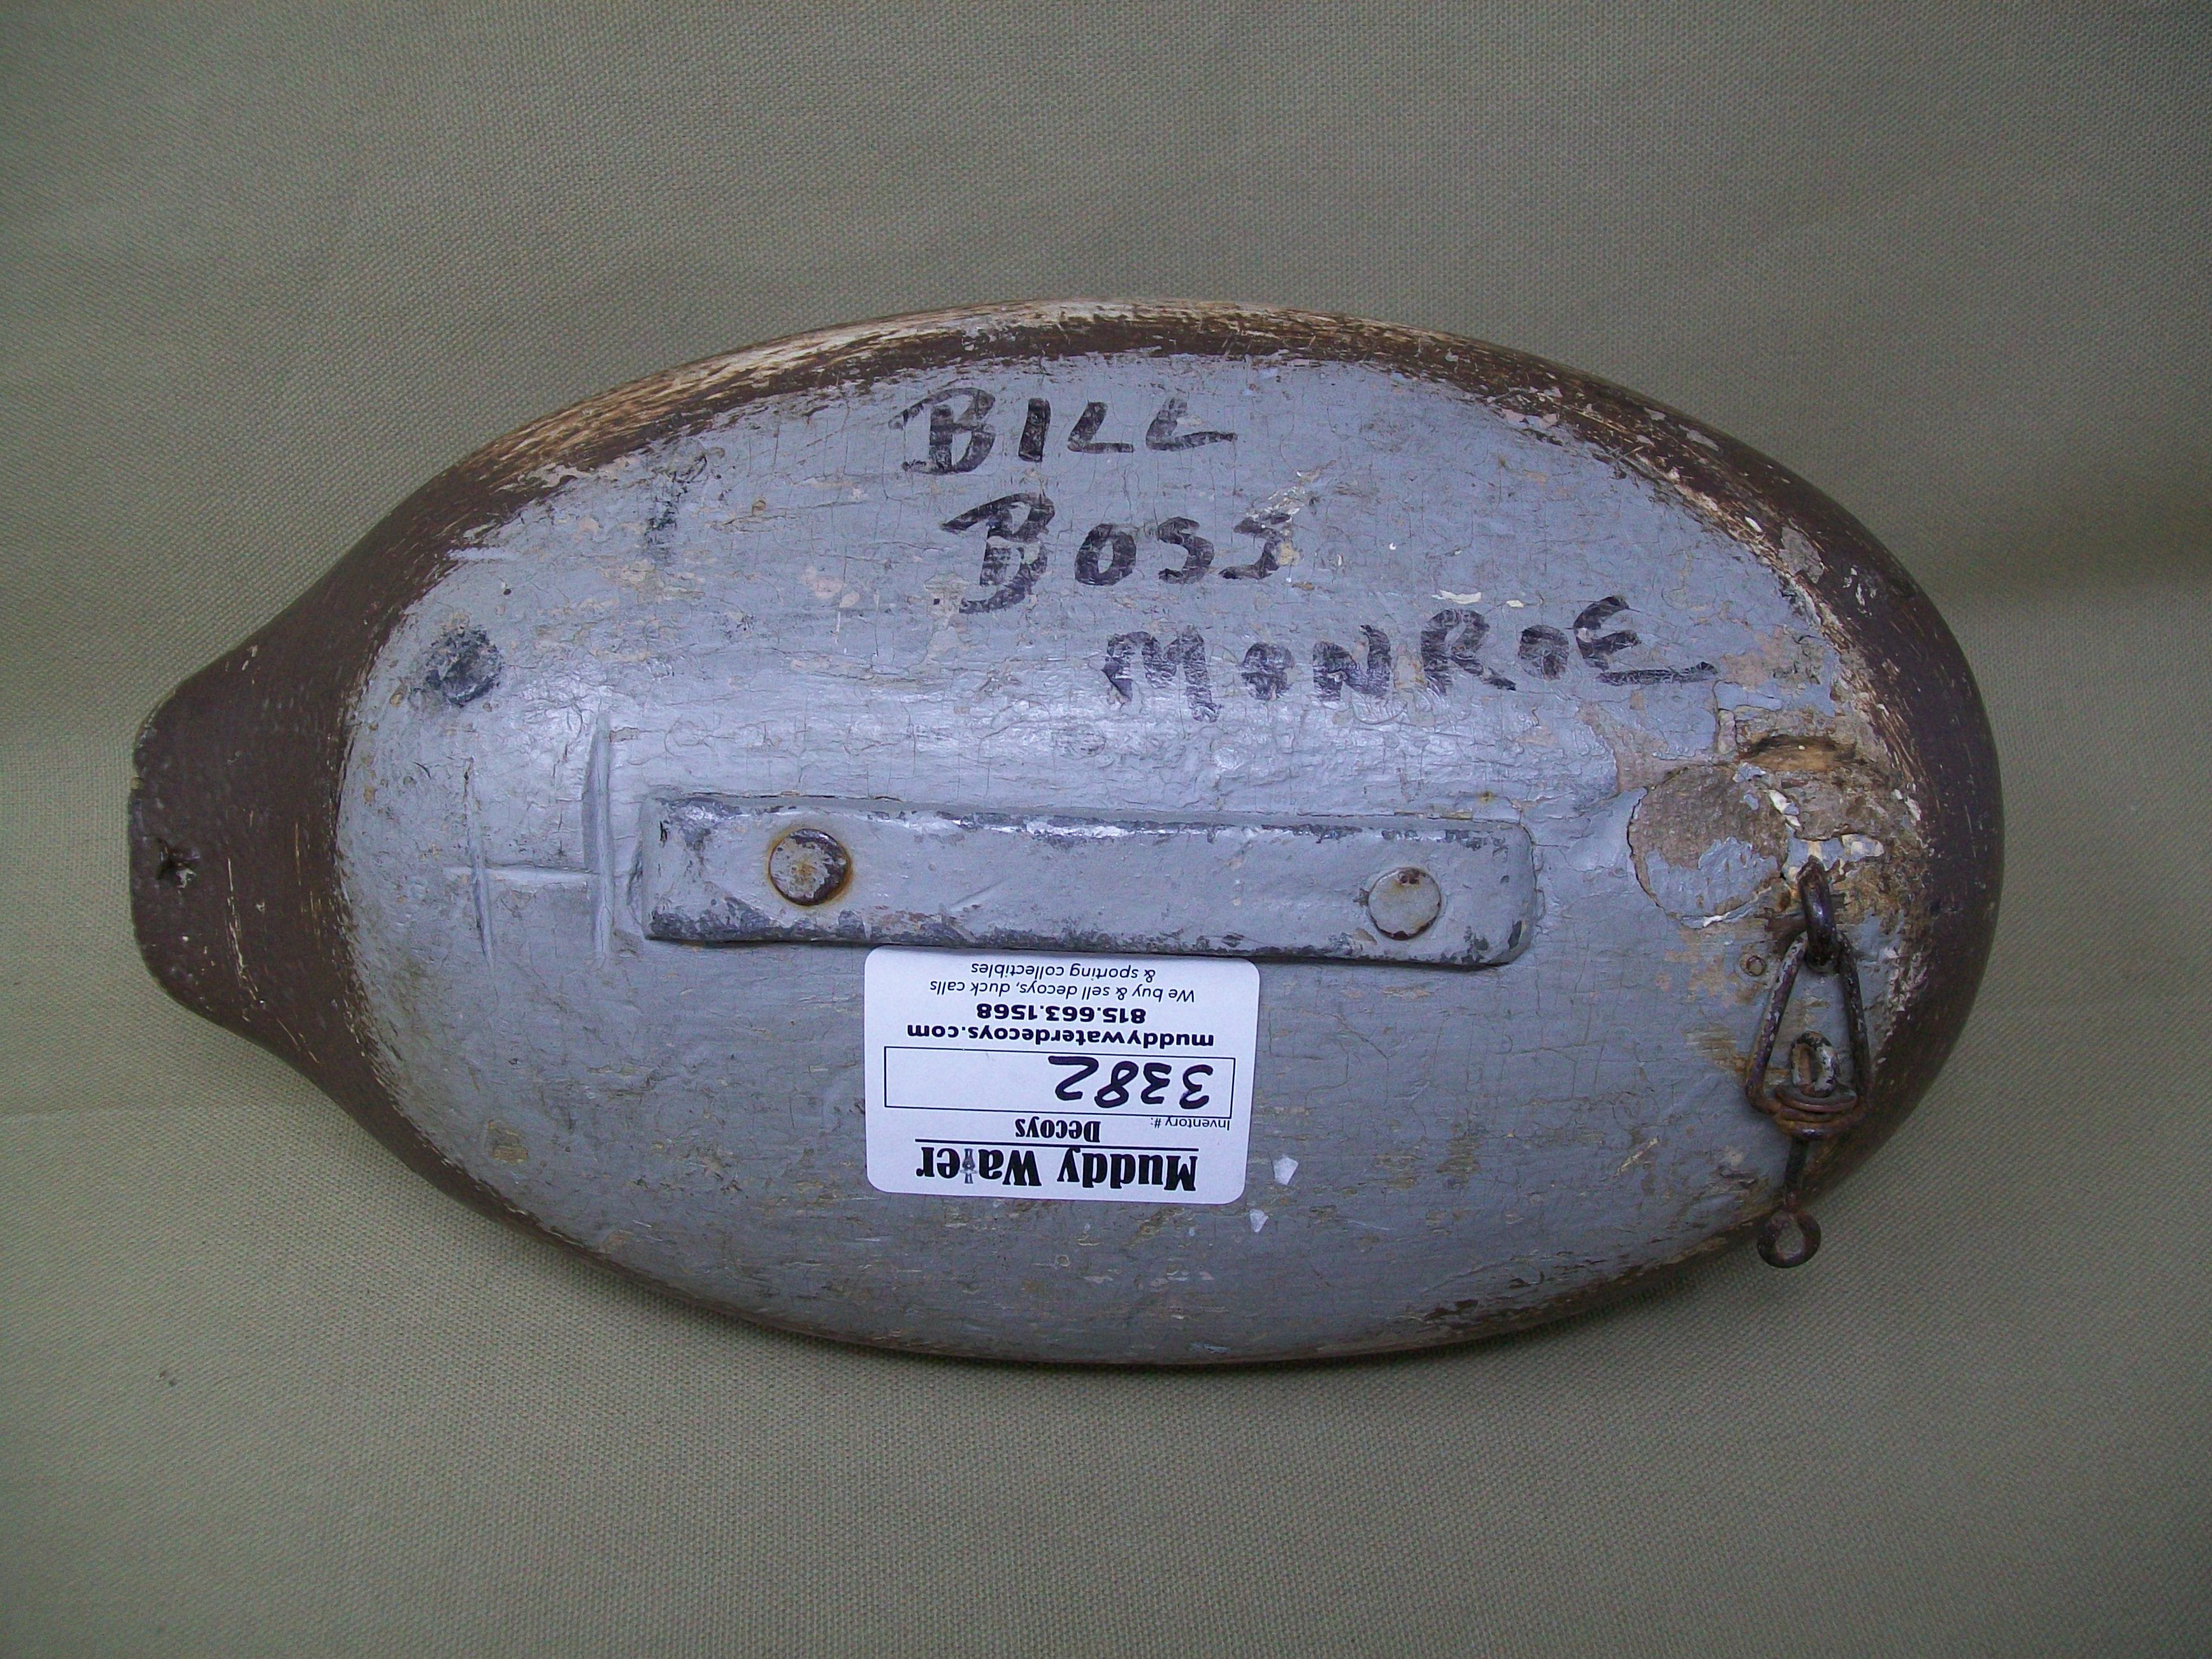 BILL
BOSS
MONROE
H
Muddy Water
Decoys
Inventory #:
3382
muddywaterdecoys.com
815.663.1568
We buy & sell decoys, duck calls
& sporting collectibles